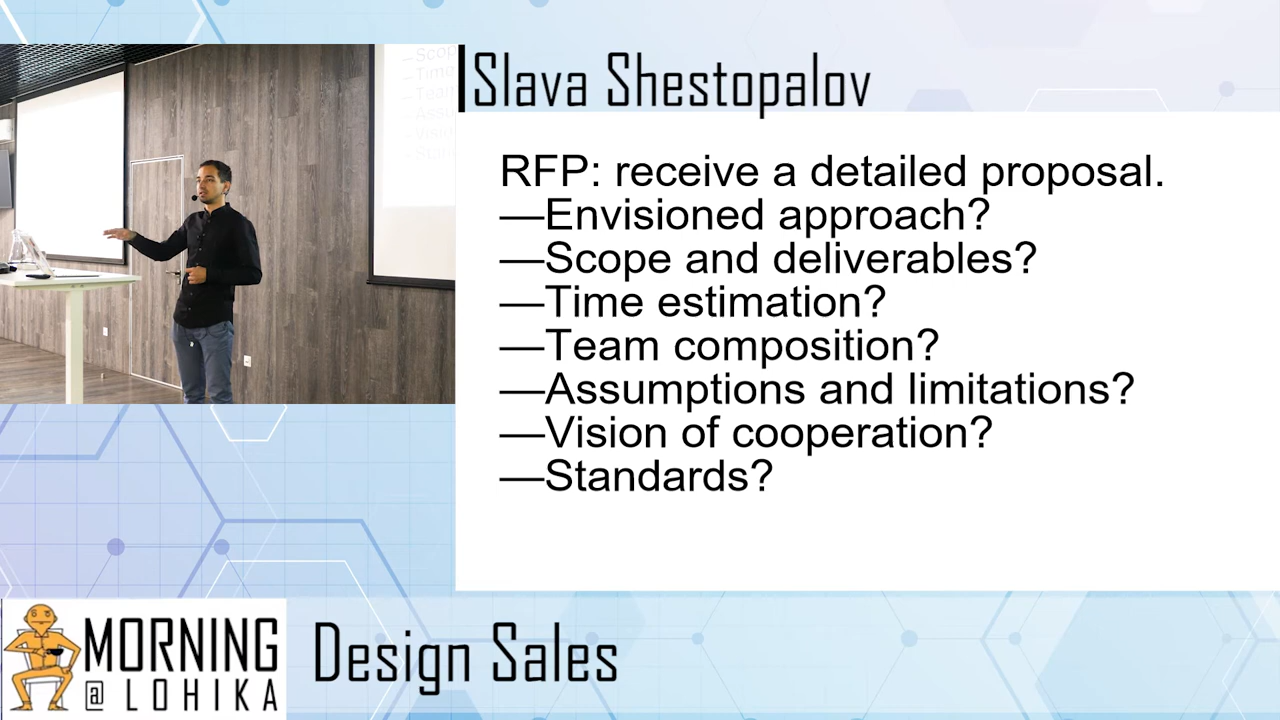 Slava Shestopalov
RFP: receive a detailed proposal.
—Envisioned approach?
—Scope and deliverables?
—Time estimation?
—Team composition?
—Assumptions and limitations?
—Vision of cooperation?
—Standards?
MORNING
@ LOHIKA
Design Sales